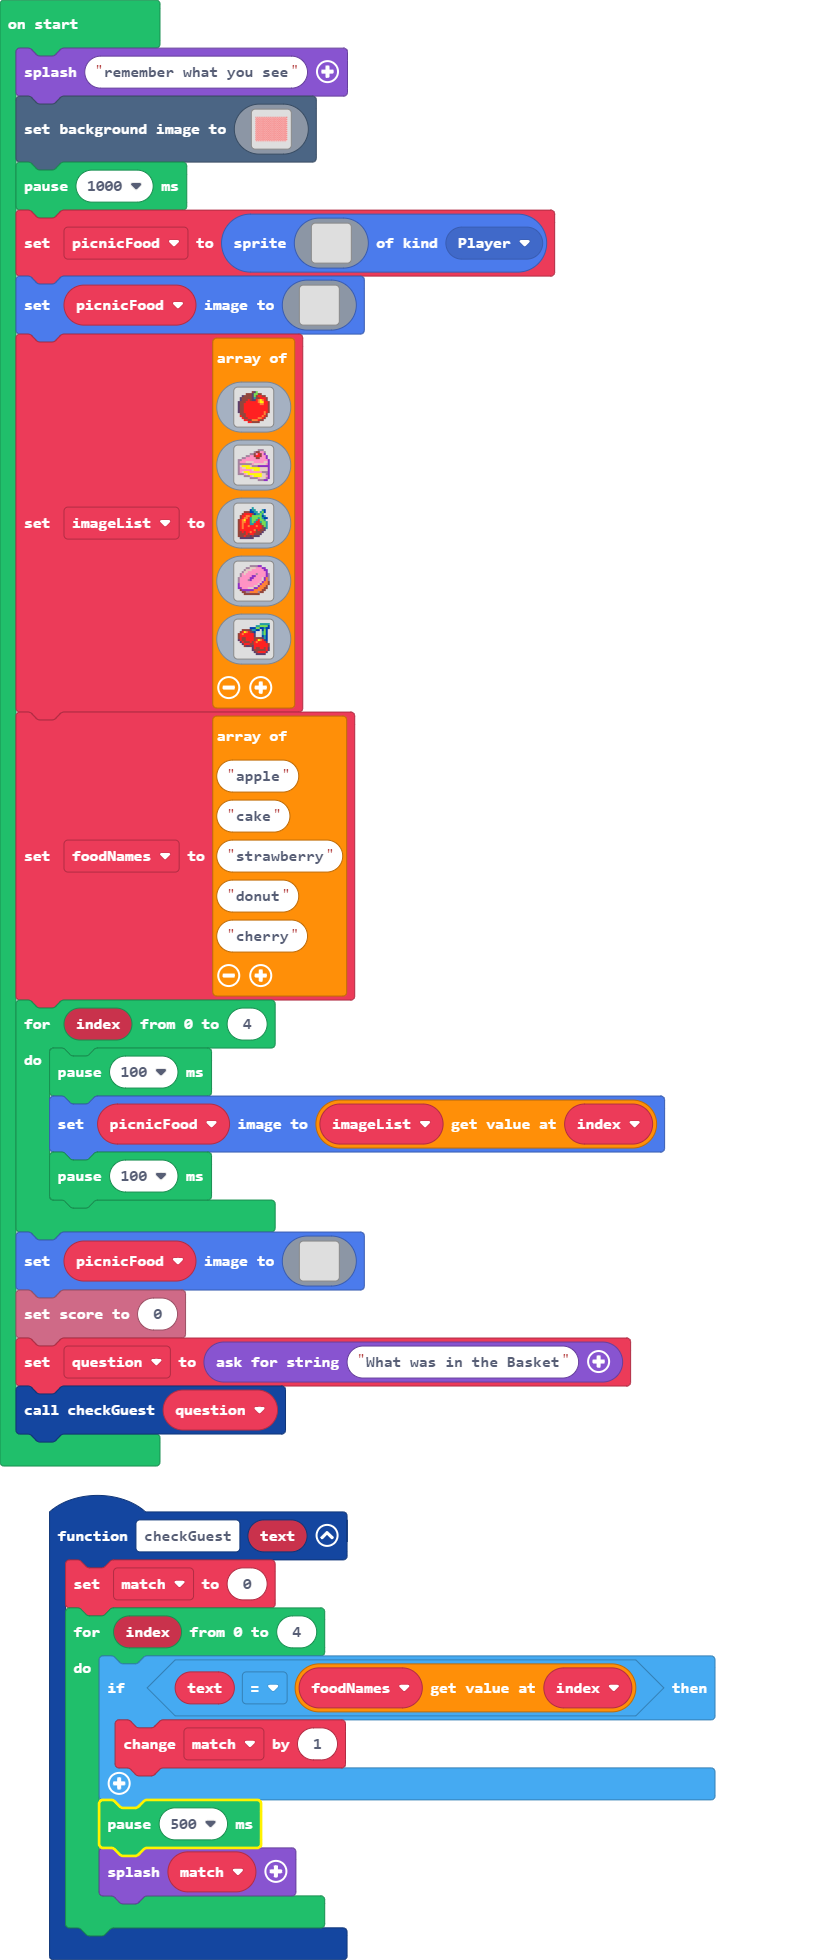 on start
splash "remember what you see"
set background image to
pause 1000 ms
set picnicFood to sprite of kind Player
set picnicFood image to
array of
set imageList to
array of
"apple"
"cake"
set foodNames to "strawberry"
"donut"
"cherry"
for index from 0 to 4
do
pause 100 ms
set picnicFood image to imageList get value at index
pause 100 ms
set picnicFood image to
set score to 0
set question to ask for string "What was in the Basket"
call checkGuest question
function checkGuest text
set match to 0
for index from 0 to 4
do
if text = foodNames get value at index then
change match by 1
pause 500 ms
splash match